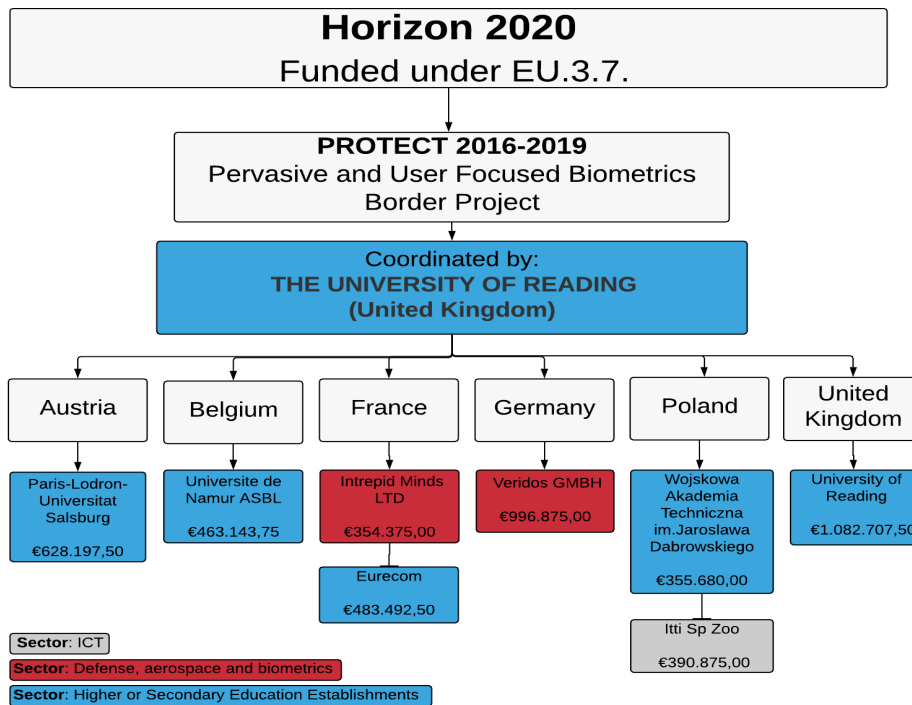 Horizon 2020
Funded under EU.3.7.
PROTECT 2016-2019
Pervasive and User Focused Biometrics
Border Project
Coordinated by:
THE UNIVERSITY OF READING
(United Kingdom)
Austria
Belgium
France
Germany
Poland
United
Kingdom
Paris-Lodron-
Universitat
Salsburg
€628.197,50
Universite de
Namur ASBL
€463.143,75
Intrepid Minds
LTD
€354.375,00
Eurecom
€483.492,50
Veridos GMBH
€996.875,00
Wojskowa
Akademia
Techniczna
im.Jaroslawa
Dabrowskiego
€355.680,00
Itti Sp Zoo
€390.875,00
University of
Reading
€1.082.707,50
Sector: ICT
Sector: Defense, aerospace and biometrics
Sector: Higher or Secondary Education Establishments